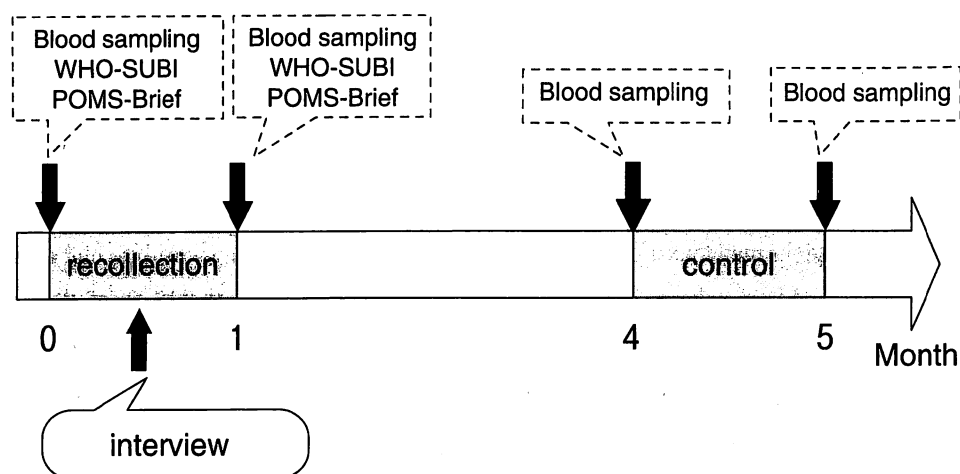 Blood sampling
WHO-SUBI
POMS-Brief
Blood sampling
WHO-SUBI
POMS-Brief
Blood sampling
Blood sampling
recollection
control
0
1
4
5
Month
interview